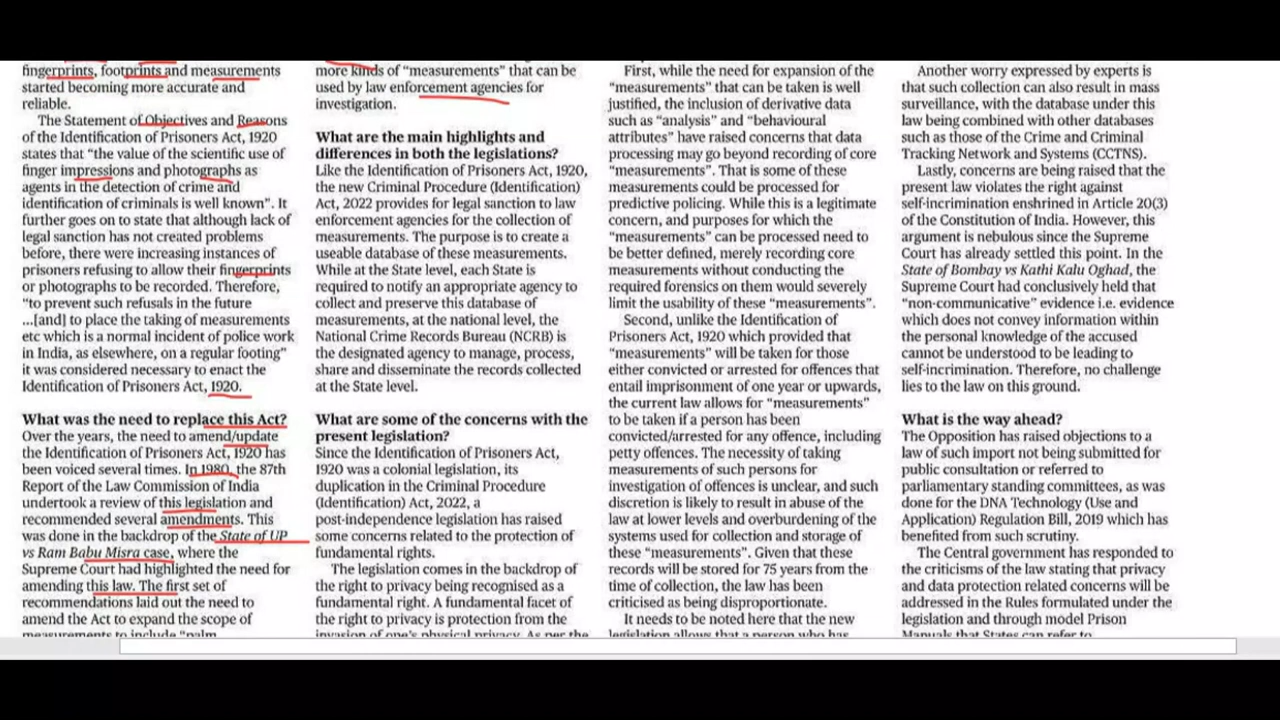 fingerprints, footprints and measurements
started becoming more accurate and
reliable.
The Statement of Objectives and Reasons
of the Identification of Prisoners Act, 1920
states that “the value of the scientific use of
finger impressions and photographs as
agents in the detection of crime and
identification of criminals is well known”. It
further goes on to state that although lack of
legal sanction has not created problems
before, there were increasing instances of
prisoners refusing to allow their fingerprints
or photographs to be recorded. Therefore,
“to prevent such refusals in the future
...[and] to place the taking of measurements
etc which is a normal incident of police work
in India, as elsewhere, on a regular footing”
it was considered necessary to enact the
Identification of Prisoners Act, 1920.
What was the need to replace this Act?
Over the years, the need to amend/update
the Identification of Prisoners Act, 1920 has
been voiced several times. In 1980, the 87th
Report of the Law Commission of India
undertook a review of this legislation and
recommended several amendments. This
was done in the backdrop of the State of UP
vs Ram Babu Misra case, where the
Supreme Court had highlighted the need for
amending this law. The first set of
recommendations laid out the need to
amend the Act to expand the scope of
measurements to include “palm
more kinds of “measurements” that can be
used by law enforcement agencies for
investigation.
What are the main highlights and
differences in both the legislations?
Like the Identification of Prisoners Act, 1920,
the new Criminal Procedure (Identification)
Act, 2022 provides for legal sanction to law
enforcement agencies for the collection of
measurements. The purpose is to create a
useable database of these measurements.
While at the State level, each State is
required to notify an appropriate agency to
collect and preserve this database of
measurements, at the national level, the
National Crime Records Bureau (NCRB) is
the designated agency to manage, process,
share and disseminate the records collected
at the State level.
What are some of the concerns with the
present legislation?
Since the Identification of Prisoners Act,
1920 was a colonial legislation, its
duplication in the Criminal Procedure
(Identification) Act, 2022, a
post-independence legislation has raised
some concerns related to the protection of
fundamental rights.
The legislation comes in the backdrop of
the right to privacy being recognised as a
fundamental right. A fundamental facet of
the right to privacy is protection from the
invasion of one's physical privacy. As per the
First, while the need for expansion of the
“measurements” that can be taken is well
justified, the inclusion of derivative data
such as “analysis” and “behavioural
attributes” have raised concerns that data
processing may go beyond recording of core
“measurements”. That is some of these
measurements could be processed for
predictive policing. While this is a legitimate
concern, and purposes for which the
“measurements” can be processed need to
be better defined, merely recording core
measurements without conducting the
required forensics on them would severely
limit the usability of these “measurements”.
Second, unlike the Identification of
Prisoners Act, 1920 which provided that
“measurements” will be taken for those
either convicted or arrested for offences that
entail imprisonment of one year or upwards,
the current law allows for “measurements”
to be taken if a person has been
convicted/arrested for any offence, including
petty offences. The necessity of taking
measurements of such persons for
investigation of offences is unclear, and such
discretion is likely to result in abuse of the
law at lower levels and overburdening of the
systems used for collection and storage of
these “measurements”. Given that these
records will be stored for 75 years from the
time of collection, the law has been
criticised as being disproportionate.
It needs to be noted here that the new
legislation allows that a person who has
Another worry expressed by experts is
that such collection can also result in mass
surveillance, with the database under this
law being combined with other databases
such as those of the Crime and Criminal
Tracking Network and Systems (CCTNS).
Lastly, concerns are being raised that the
present law violates the right against
self-incrimination enshrined in Article 20(3)
of the Constitution of India. However, this
argument is nebulous since the Supreme
Court has already settled this point. In the
State of Bombay vs Kathi Kalu Oghad, the
Supreme Court had conclusively held that
“non-communicative” evidence i.e. evidence
which does not convey information within
the personal knowledge of the accused
cannot be understood to be leading to
self-incrimination. Therefore, no challenge
lies to the law on this ground.
What is the way ahead?
The Opposition has raised objections to a
law of such import not being submitted for
public consultation or referred to
parliamentary standing committees, as was
done for the DNA Technology (Use and
Application) Regulation Bill, 2019 which has
benefited from such scrutiny.
The Central government has responded to
the criticisms of the law stating that privacy
and data protection related concerns will be
addressed in the Rules formulated under the
legislation and through model Prison
Manuals that States can refer to